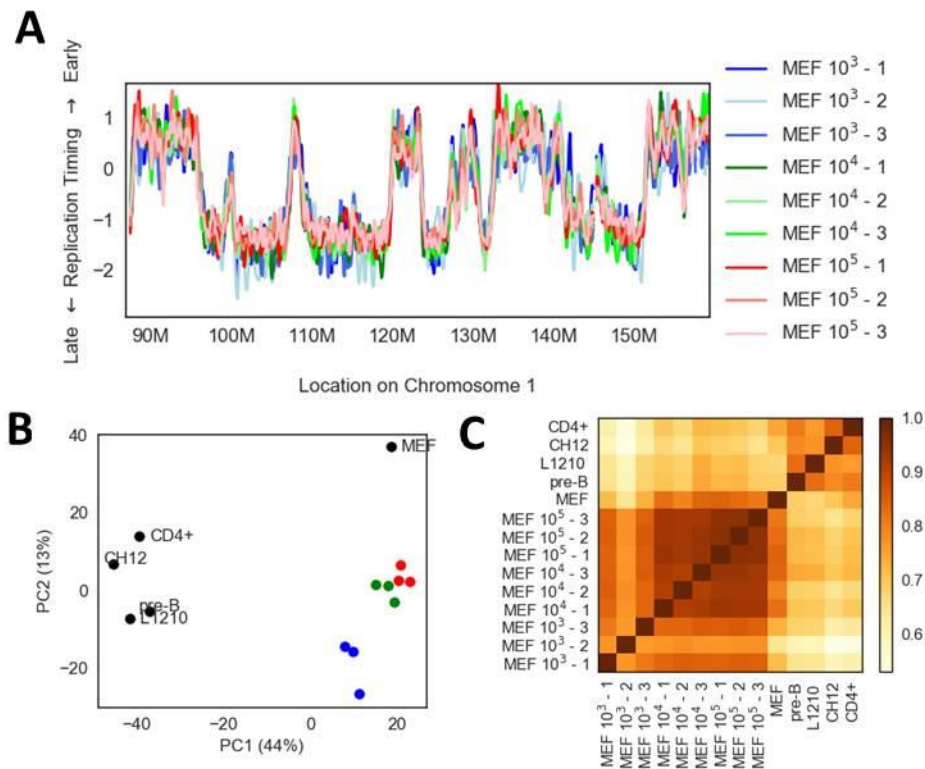 A
Late ← Replication Timing → Early
1
0
−1
−2
90M 100M 110M 120M 130M 140M 150M
Location on Chromosome 1
MEF 10³ - 1
MEF 10³ - 2
MEF 10³ - 3
MEF 10⁴ - 1
MEF 10⁴ - 2
MEF 10⁴ - 3
MEF 10⁵ - 1
MEF 10⁵ - 2
MEF 10⁵ - 3
B
PC2 (13%)
40
20
0
−20
MEF
CD4+
CH12
pre-B
L1210
−40 −20 0 20
PC1 (44%)
C
CD4+
CH12
L1210
pre-B
MEF
MEF 10⁵ - 3
MEF 10⁵ - 2
MEF 10⁵ - 1
MEF 10⁴ - 3
MEF 10⁴ - 2
MEF 10⁴ - 1
MEF 10³ - 3
MEF 10³ - 2
MEF 10³ - 1
MEF 10³ - 1
MEF 10³ - 2
MEF 10³ - 3
MEF 10⁴ - 1
MEF 10⁴ - 2
MEF 10⁴ - 3
MEF 10⁵ - 1
MEF 10⁵ - 2
MEF 10⁵ - 3
MEF
pre-B
L1210
CH12
CD4+
1.0
0.9
0.8
0.7
0.6